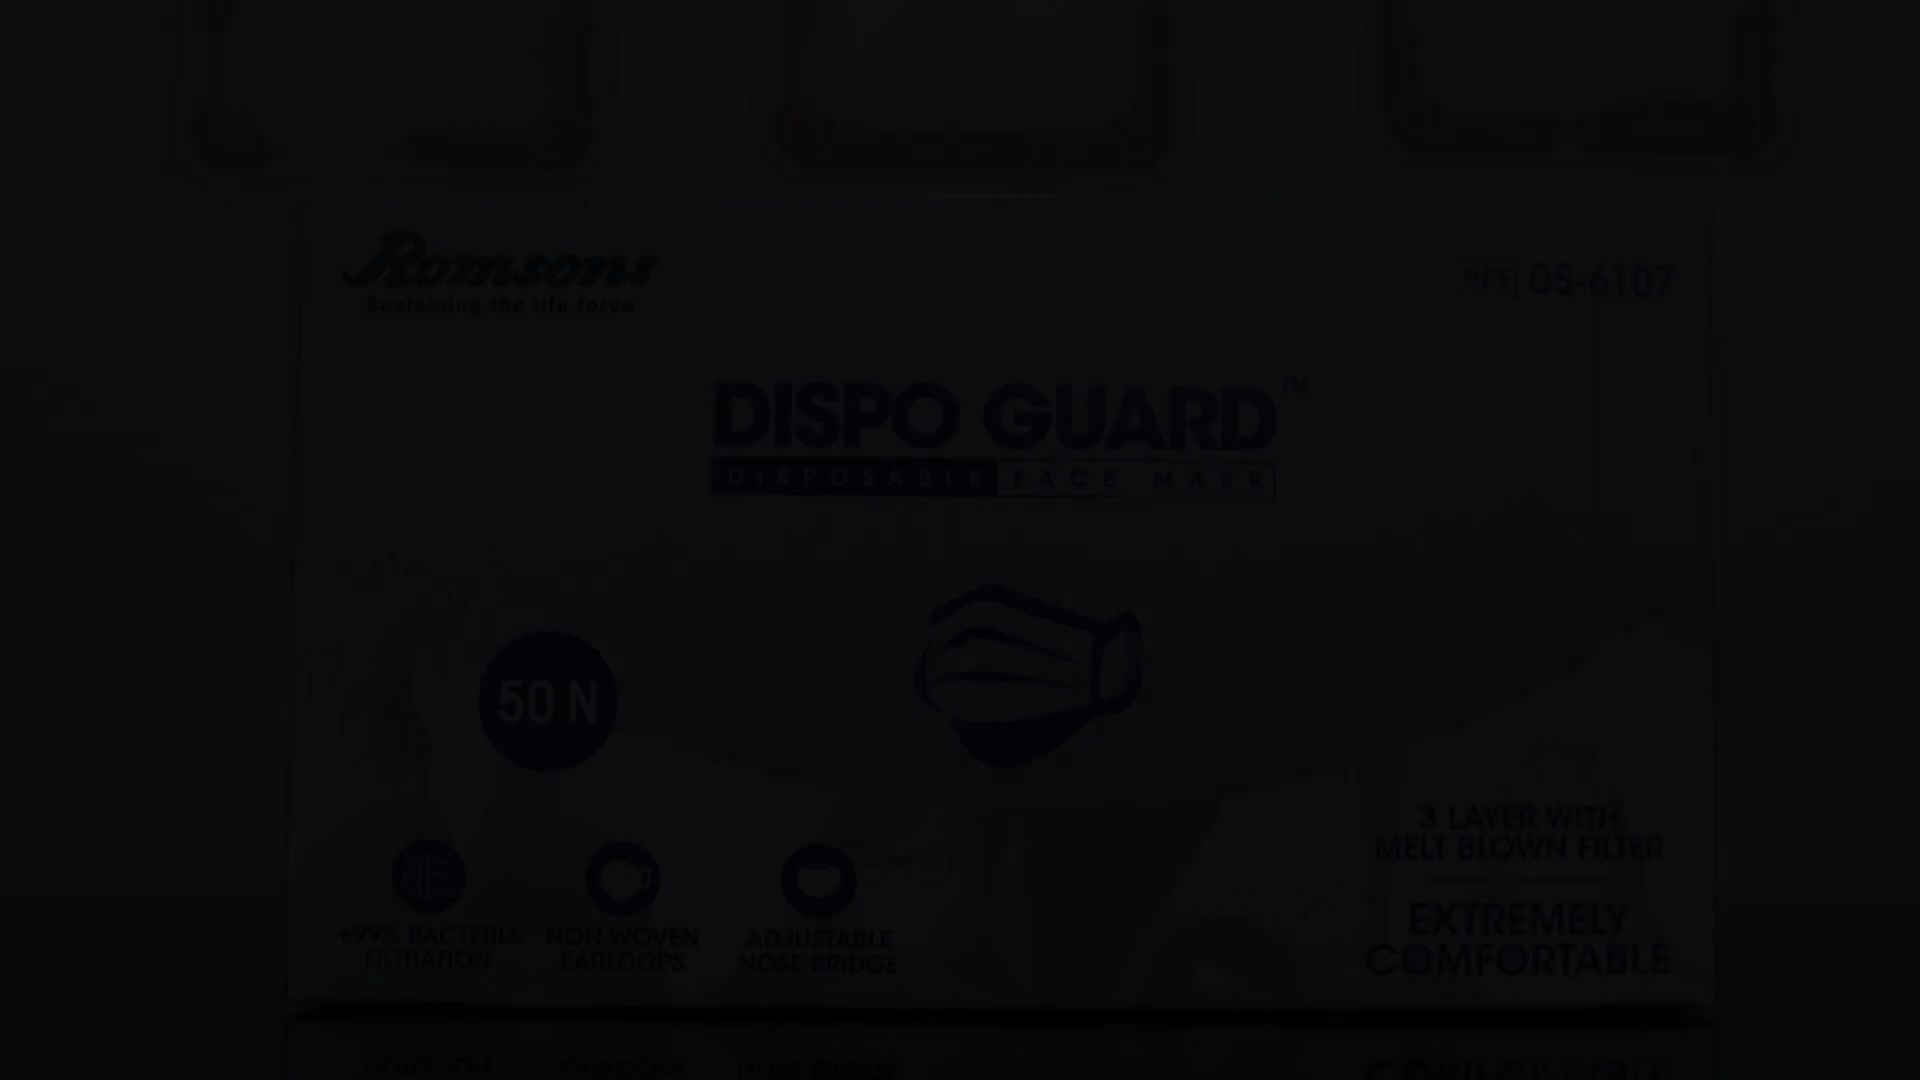 Romsons
Sustaining the life force
REF GS-6107
DISPO GUARD™
DISPOSABLE FACE MASK
50 N
3 LAYER WITH
MELT BLOWN FILTER
EXTREMELY
COMFORTABLE
+99% BACTERIA
FILTRATION
NON-WOVEN
EARLOOPS
ADJUSTABLE
NOSE BRIDGE